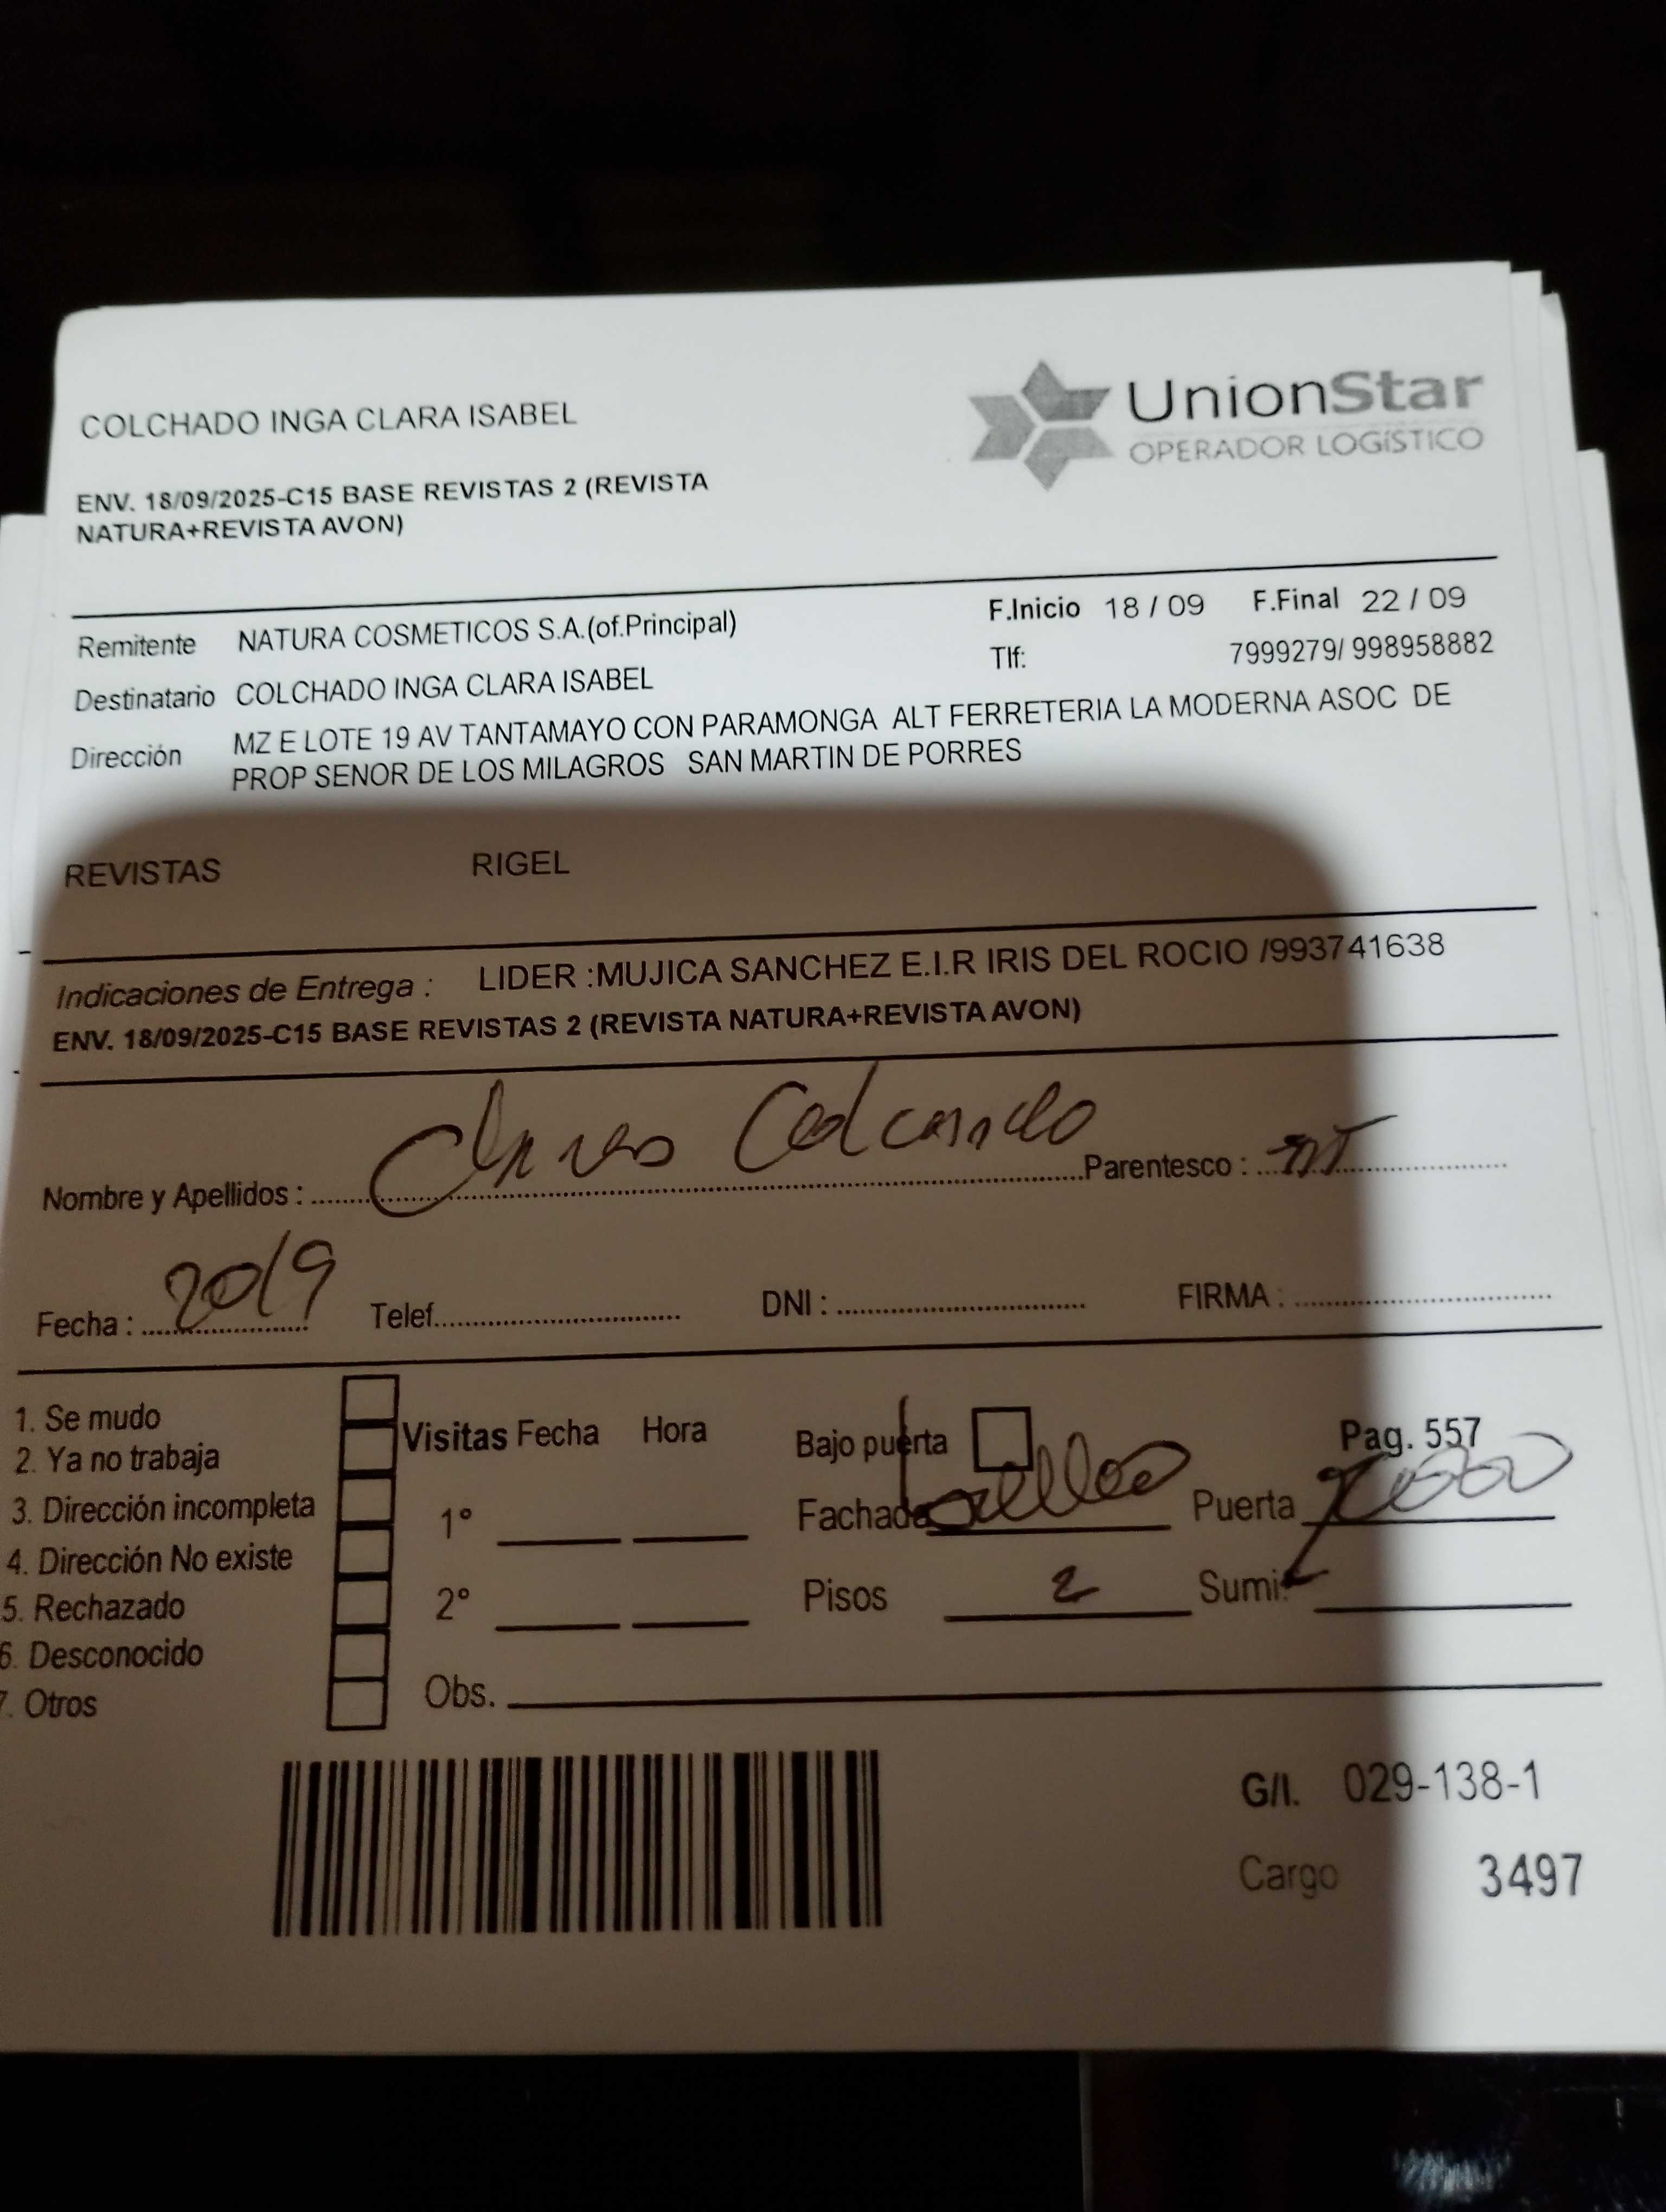 COLCHADO INGA CLARA ISABEL
UnionStar
OPERADOR LOGíSTICO
ENV. 18/09/2025-C15 BASE REVISTAS 2 (REVISTA
NATURA+REVISTA AVON)
Remitente NATURA COSMETICOS S.A.(of.Principal) F.Inicio 18 / 09 F.Final 22 / 09
Destinatario COLCHADO INGA CLARA ISABEL Tlf: 7999279/ 998958882
Dirección MZ E LOTE 19 AV TANTAMAYO CON PARAMONGA ALT FERRETERIA LA MODERNA ASOC DE
PROP SENOR DE LOS MILAGROS SAN MARTIN DE PORRES
REVISTAS RIGEL
Indicaciones de Entrega : LIDER :MUJICA SANCHEZ E.I.R IRIS DEL ROCIO /993741638
ENV. 18/09/2025-C15 BASE REVISTAS 2 (REVISTA NATURA+REVISTA AVON)
Nombre y Apellidos : Parentesco :
Fecha : 20/9 Telef. DNI : FIRMA :
1. Se mudo
2. Ya no trabaja
3. Dirección incompleta
4. Dirección No existe
5. Rechazado
6. Desconocido
7. Otros
Visitas Fecha Hora
1°
2°
Obs.
Bajo puerta Pag. 557
Fachada Puerta
Pisos 2 Sumi.
G/I. 029-138-1
Cargo 3497